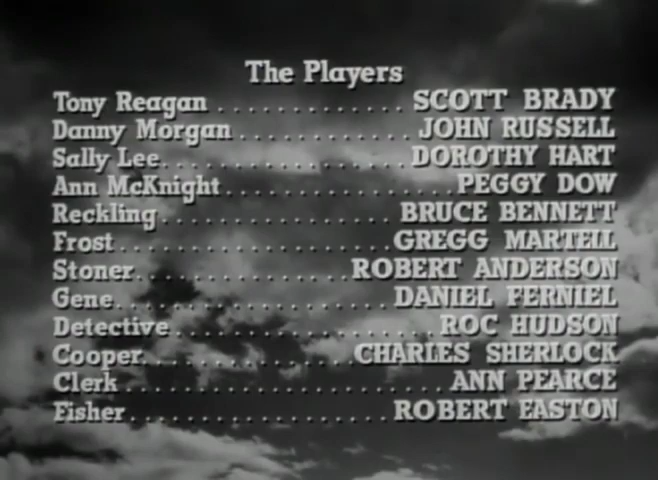 The Players
Tony Reagan ............. SCOTT BRADY
Danny Morgan ............ JOHN RUSSELL
Sally Lee ................. DOROTHY HART
Ann McKnight ................ PEGGY DOW
Reckling ................ BRUCE BENNETT
Frost ................... GREGG MARTELL
Stoner ............... ROBERT ANDERSON
Gene ................... DANIEL FERNIEL
Detective .................. ROC HUDSON
Cooper .............. CHARLES SHERLOCK
Clerk ...................... ANN PEARCE
Fisher .................. ROBERT EASTON